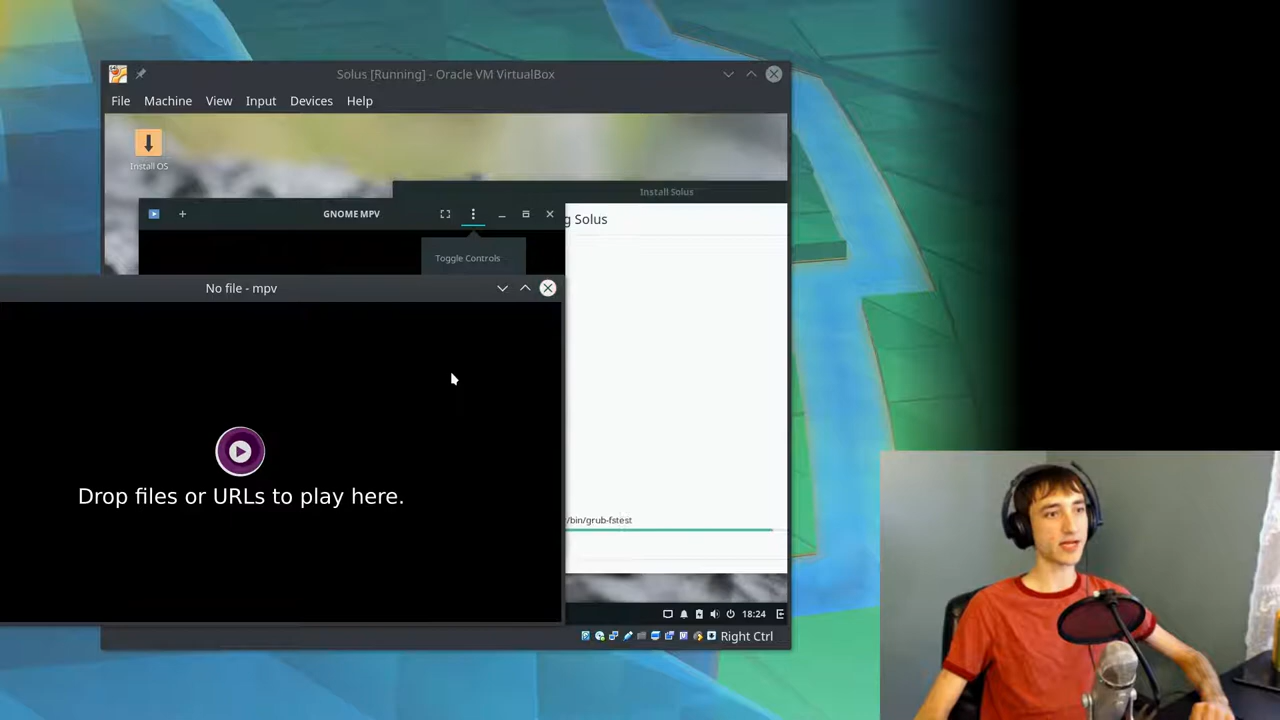 Solus [Running] - Oracle VM VirtualBox
File Machine View Input Devices Help
Install OS
Install Solus
GNOME MPV
g Solus
Toggle Controls
No file - mpv
Drop files or URLs to play here.
/bin/grub-fstest
18:24
Right Ctrl